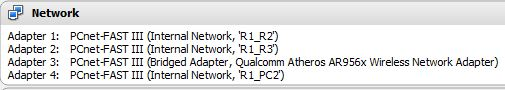 Network
Adapter 1: PCnet-FAST III (Internal Network, 'R1_R2')
Adapter 2: PCnet-FAST III (Internal Network, 'R1_R3')
Adapter 3: PCnet-FAST III (Bridged Adapter, Qualcomm Atheros AR956x Wireless Network Adapter)
Adapter 4: PCnet-FAST III (Internal Network, 'R1_PC2')